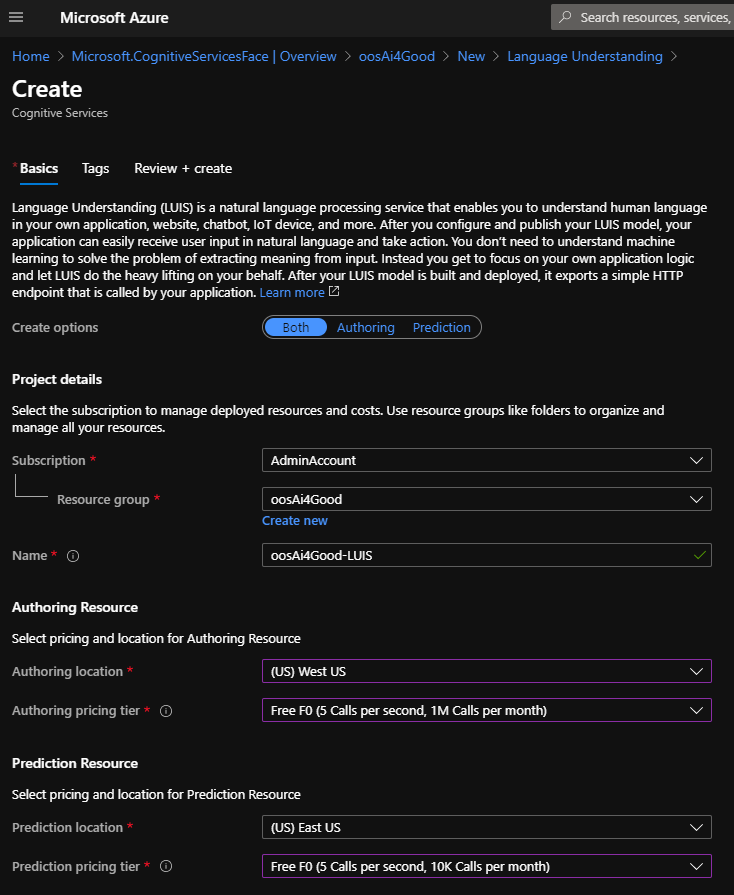 Microsoft Azure
Search resources, services,
Home > Microsoft.CognitiveServicesFace | Overview > oosAi4Good > New > Language Understanding >
Create
Cognitive Services
* Basics Tags Review + create
Language Understanding (LUIS) is a natural language processing service that enables you to understand human language
in your own application, website, chatbot, IoT device, and more. After you configure and publish your LUIS model, your
application can easily receive user input in natural language and take action. You don't need to understand machine
learning to solve the problem of extracting meaning from input. Instead you get to focus on your own application logic
and let LUIS do the heavy lifting on your behalf. After your LUIS model is built and deployed, it exports a simple HTTP
endpoint that is called by your application. Learn more
Create options Both Authoring Prediction
Project details
Select the subscription to manage deployed resources and costs. Use resource groups like folders to organize and
manage all your resources.
Subscription * AdminAccount
Resource group * oosAi4Good
Create new
Name * oosAi4Good-LUIS
Authoring Resource
Select pricing and location for Authoring Resource
Authoring location * (US) West US
Authoring pricing tier * Free F0 (5 Calls per second, 1M Calls per month)
Prediction Resource
Select pricing and location for Prediction Resource
Prediction location * (US) East US
Prediction pricing tier * Free F0 (5 Calls per second, 10K Calls per month)